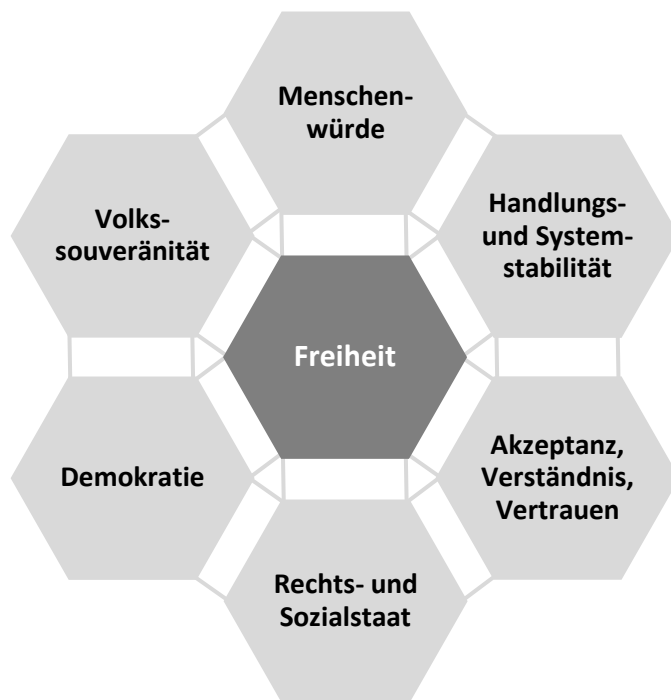 Menschen-
würde
Volks-
souveränität
Handlungs-
und System-
stabilität
Freiheit
Demokratie
Akzeptanz,
Verständnis,
Vertrauen
Rechts- und
Sozialstaat